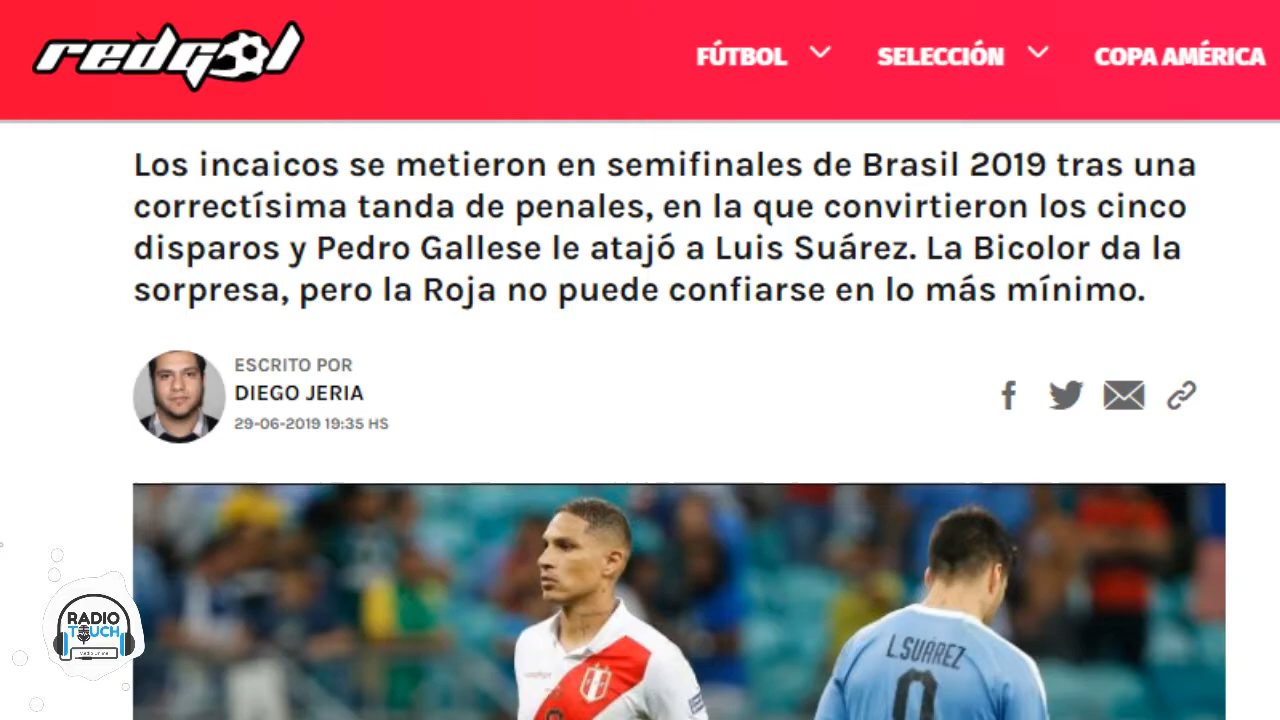 redgol
FÚTBOL
SELECCIÓN
COPA AMÉRICA
Los incaicos se metieron en semifinales de Brasil 2019 tras una
correctísima tanda de penales, en la que convirtieron los cinco
disparos y Pedro Gallese le atajó a Luis Suárez. La Bicolor da la
sorpresa, pero la Roja no puede confiarse en lo más mínimo.
ESCRITO POR
DIEGO JERIA
29-06-2019 19:35 HS
L.SUÁREZ
RADIO
TOUCH